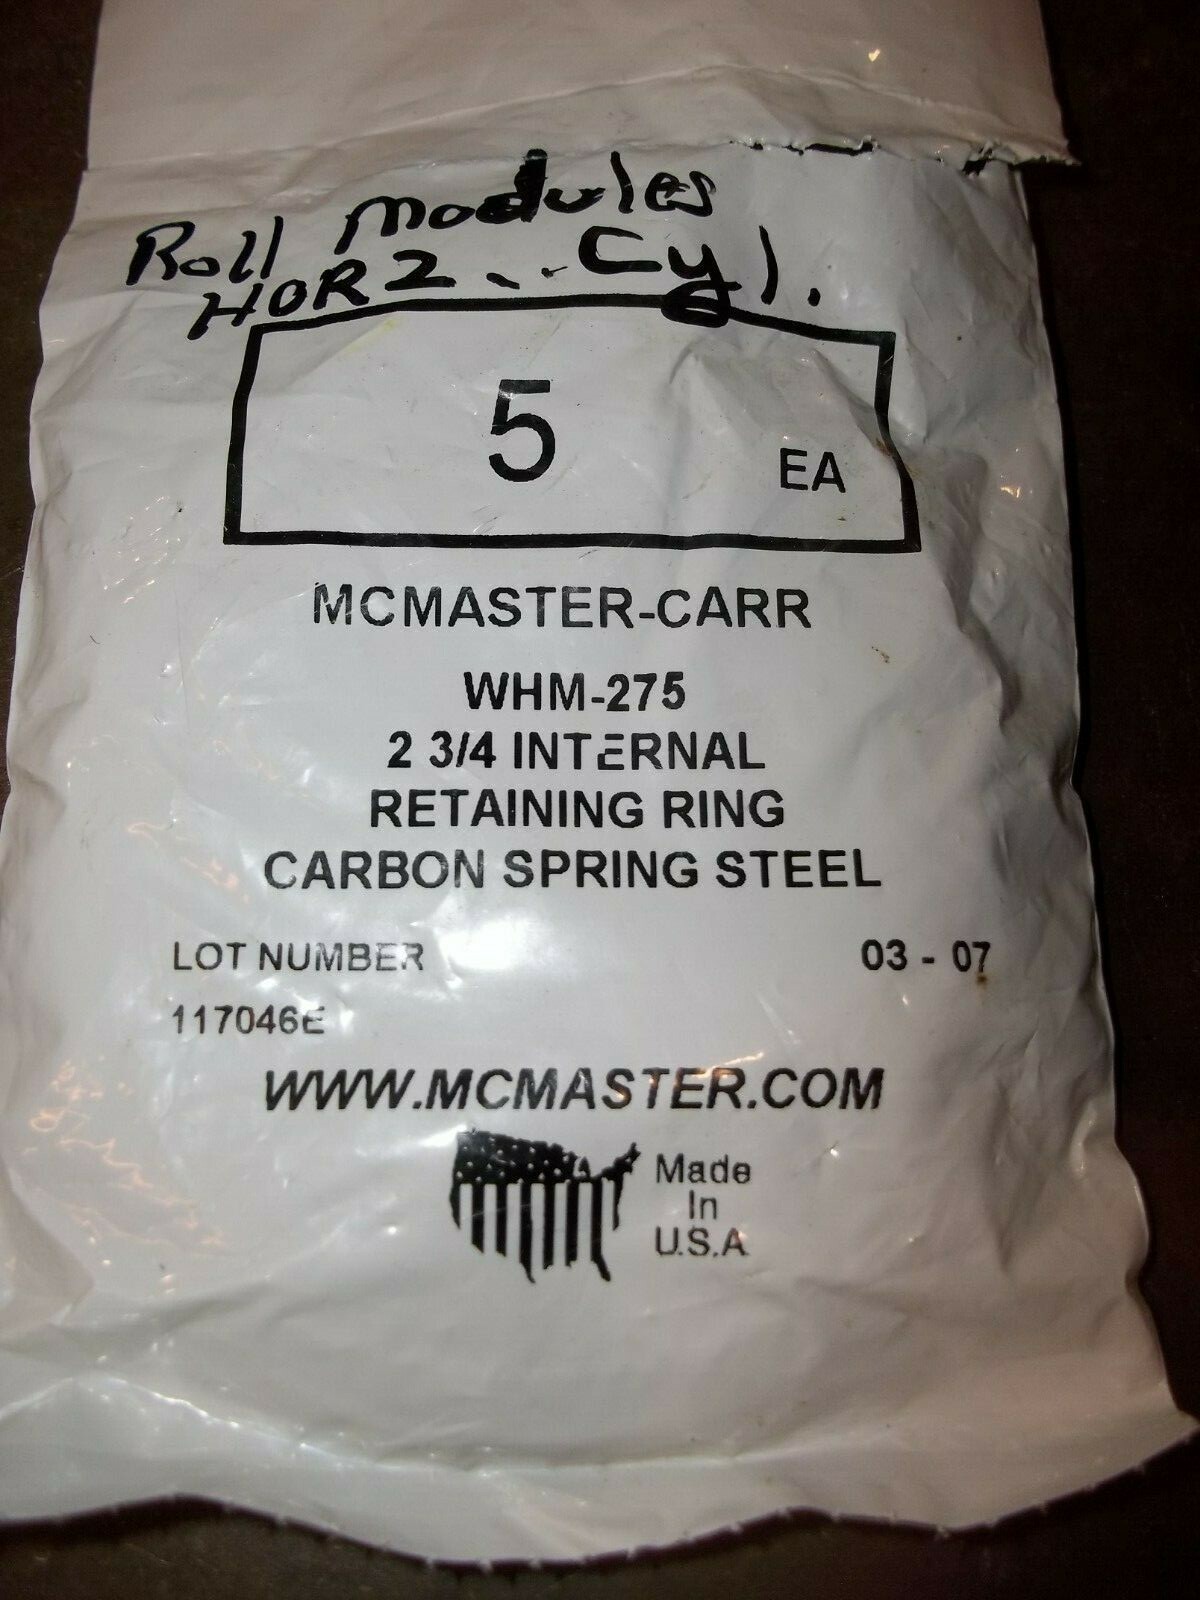 Roll Modules
HOR2.. Cyl.
5 EA
MCMASTER-CARR
WHM-275
2 3/4 INTERNAL
RETAINING RING
CARBON SPRING STEEL
LOT NUMBER 03 - 07
117046E
WWW.MCMASTER.COM
Made
In
U.S.A